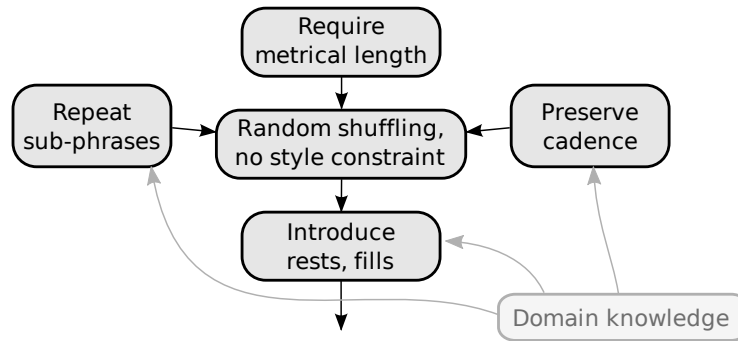 Require
metrical length
Repeat
sub-phrases
Random shuffling,
no style constraint
Preserve
cadence
Introduce
rests, fills
Domain knowledge